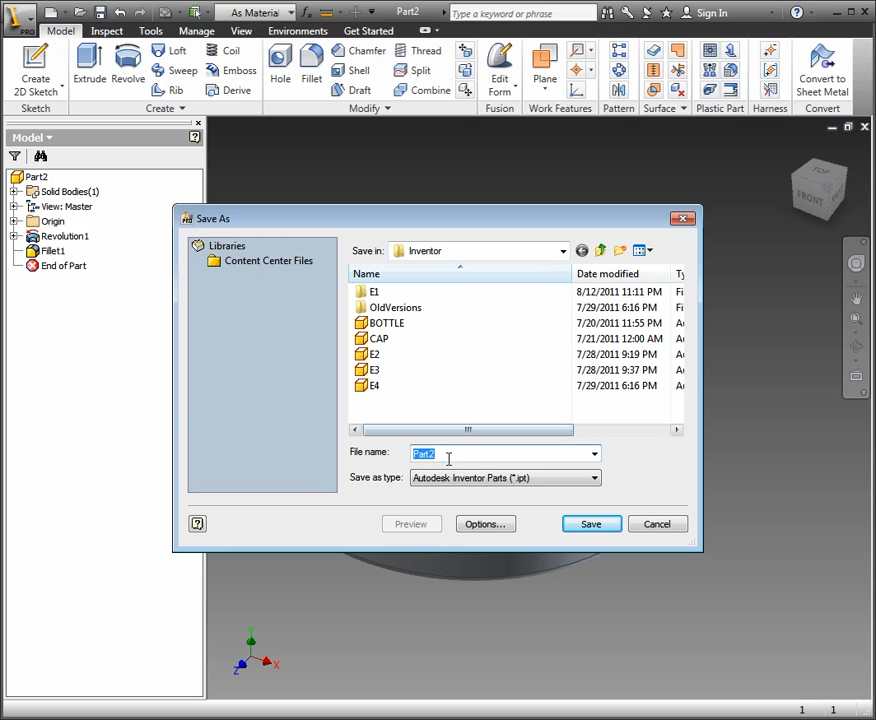 As Material
Part2
Type a keyword or phrase
Sign In
PRO
Model
Inspect
Tools
Manage
View
Environments
Get Started
Create
2D Sketch
Extrude
Revolve
Loft
Sweep
Rib
Coil
Emboss
Derive
Hole
Fillet
Chamfer
Shell
Draft
Thread
Split
Combine
Edit
Form
Plane
Convert to
Sheet Metal
Sketch
Create
Modify
Fusion
Work Features
Pattern
Surface
Plastic Part
Harness
Convert
Model
Part2
Solid Bodies(1)
View: Master
Origin
Revolution1
Fillet1
End of Part
TOP
FRONT
Save As
Libraries
Content Center Files
Save in:
Inventor
Name
Date modified
Ty
E1
8/12/2011 11:11 PM
Fi
OldVersions
7/29/2011 6:16 PM
Fi
BOTTLE
7/20/2011 11:55 PM
Au
CAP
7/21/2011 12:00 AM
Au
E2
7/28/2011 9:19 PM
Au
E3
7/28/2011 9:37 PM
Au
E4
7/29/2011 6:16 PM
Au
File name:
Part2
Save as type:
Autodesk Inventor Parts (*.ipt)
Preview
Options...
Save
Cancel
Y
Z
X
1
1